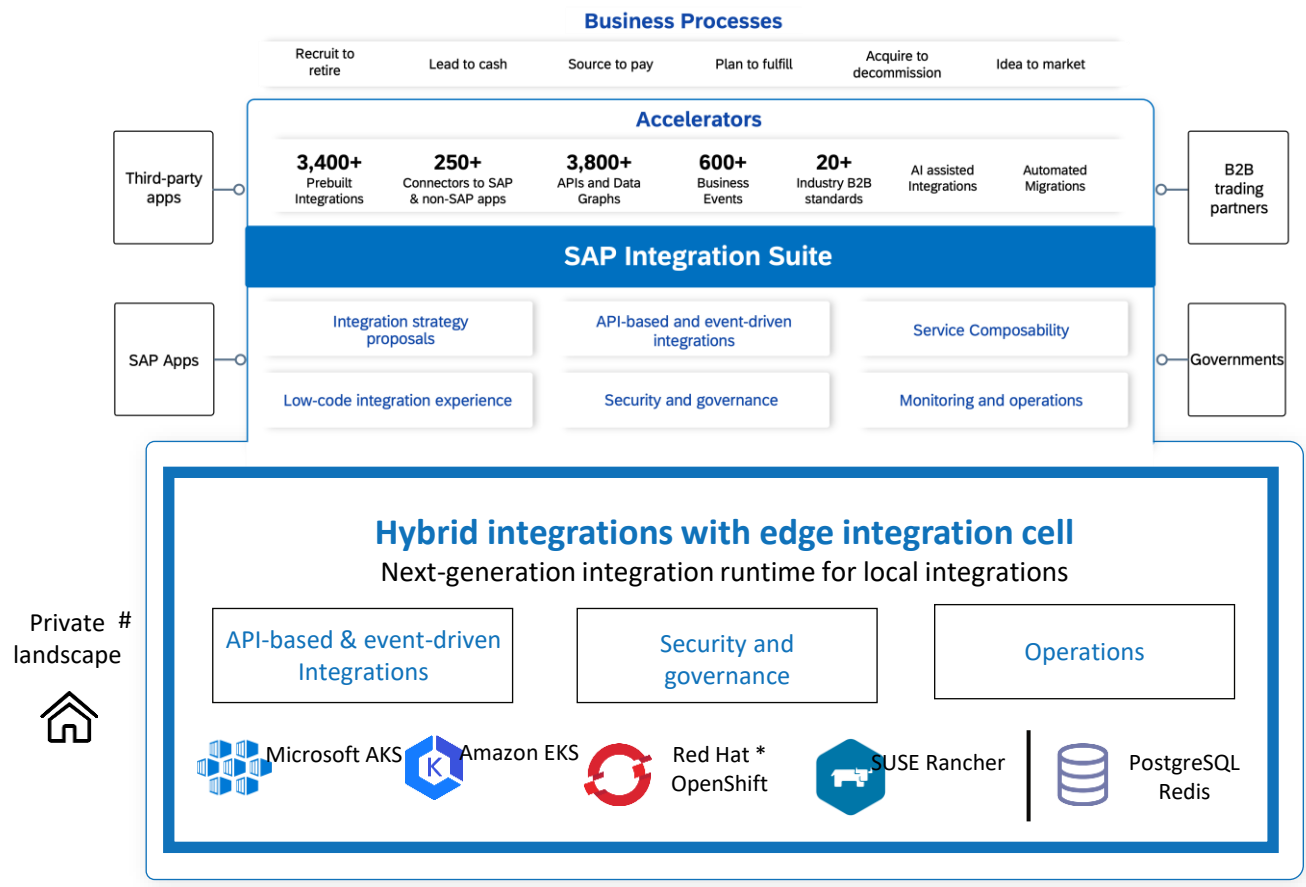 Business Processes
Recruit to
retire
Lead to cash
Source to pay
Plan to fulfill
Acquire to
decommission
Idea to market
Accelerators
3,400+
Prebuilt
Integrations
250+
Connectors to SAP
& non-SAP apps
3,800+
APIs and Data
Graphs
600+
Business
Events
20+
Industry B2B
standards
AI assisted
Integrations
Automated
Migrations
Third-party
apps
B2B
trading
partners
SAP Integration Suite
SAP Apps
Governments
Integration strategy
proposals
API-based and event-driven
integrations
Service Composability
Low-code integration experience
Security and governance
Monitoring and operations
Hybrid integrations with edge integration cell
Next-generation integration runtime for local integrations
Private #
landscape
API-based & event-driven
Integrations
Security and
governance
Operations
Microsoft AKS
K
Amazon EKS
Red Hat *
OpenShift
SUSE Rancher
PostgreSQL
Redis